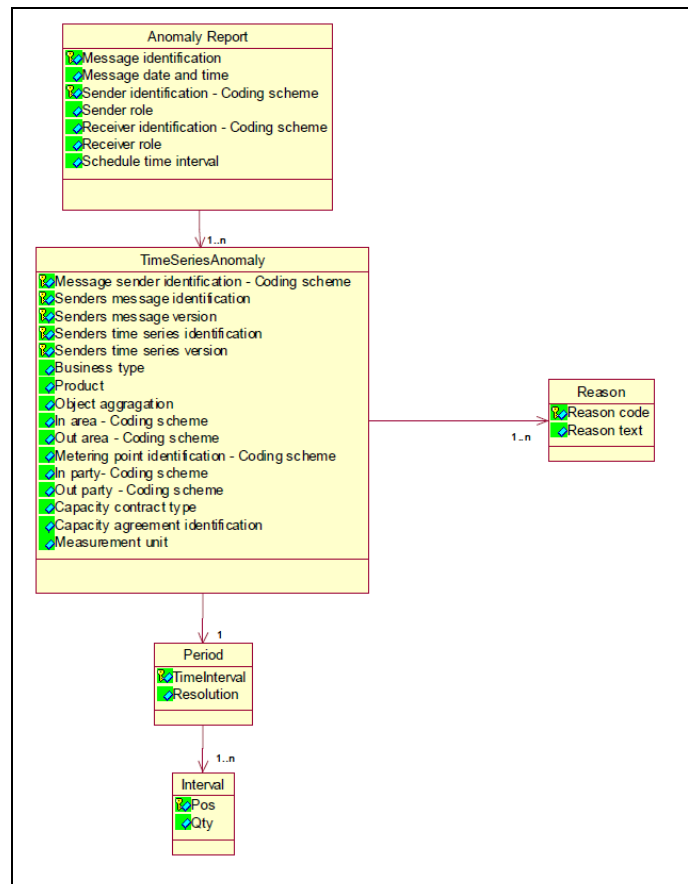 Anomaly Report
Message identification
Message date and time
Sender identification - Coding scheme
Sender role
Receiver identification - Coding scheme
Receiver role
Schedule time interval
1..n
TimeSeriesAnomaly
Message sender identification - Coding scheme
Senders message identification
Senders message version
Senders time series identification
Senders time series version
Business type
Product
Object aggragation
In area - Coding scheme
Out area - Coding scheme
Metering point identification - Coding scheme
In party- Coding scheme
Out party - Coding scheme
Capacity contract type
Capacity agreement identification
Measurement unit
Reason
Reason code
Reason text
1..n
1
Period
TimeInterval
Resolution
1..n
Interval
Pos
Qty